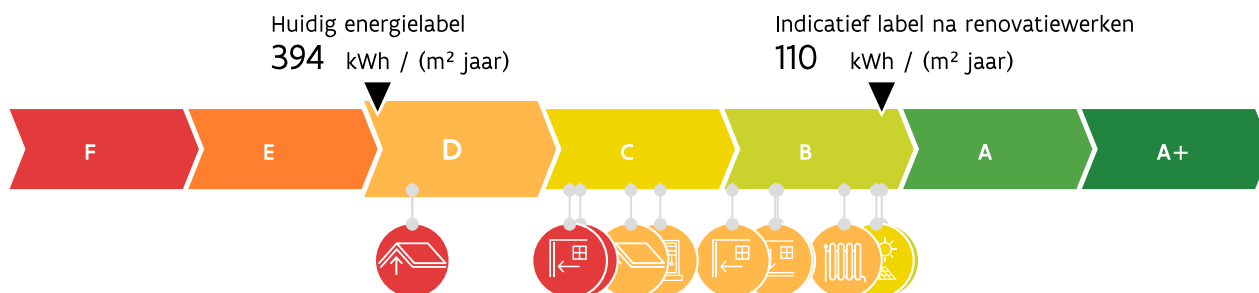 Huidig energielabel
394 kWh / (m² jaar)
Indicatief label na renovatiewerken
110 kWh / (m² jaar)
F E D C B A A+